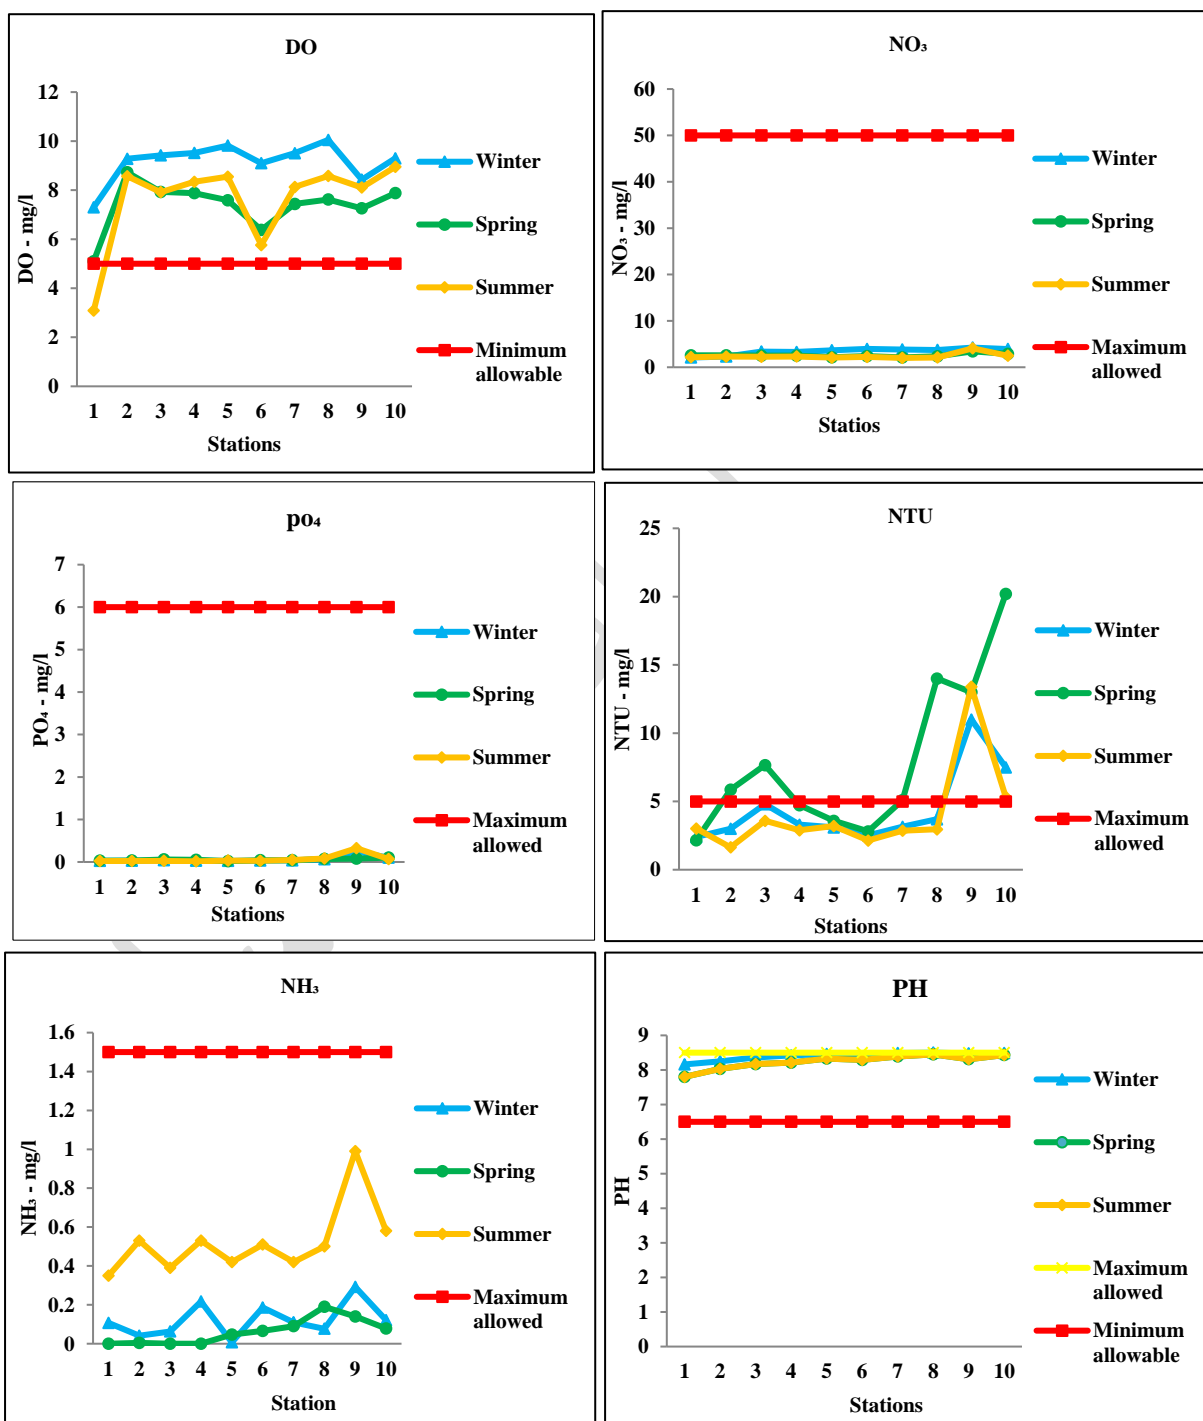 DO
12
10
8
6
4
2
0
DO - mg/l
1 2 3 4 5 6 7 8 9 10
Stations
Winter
Spring
Summer
Minimum
allowable
NO₃
60
50
40
30
20
10
0
NO₃ - mg/l
1 2 3 4 5 6 7 8 9 10
Statios
Winter
Spring
Summer
Maximum
allowed
po₄
7
6
5
4
3
2
1
0
PO₄ - mg/l
1 2 3 4 5 6 7 8 9 10
Stations
Winter
Spring
Summer
Maximum
allowed
NTU
25
20
15
10
5
0
NTU - mg/l
1 2 3 4 5 6 7 8 9 10
Stations
Winter
Spring
Summer
Maximum
allowed
NH₃
1.6
1.4
1.2
1
0.8
0.6
0.4
0.2
0
NH₃ - mg/l
1 2 3 4 5 6 7 8 9 10
Station
Winter
Spring
Summer
Maximum
allowed
PH
9
8
7
6
5
4
3
2
1
0
PH
1 2 3 4 5 6 7 8 9 10
Stations
Winter
Spring
Summer
Maximum
allowed
Minimum
allowable